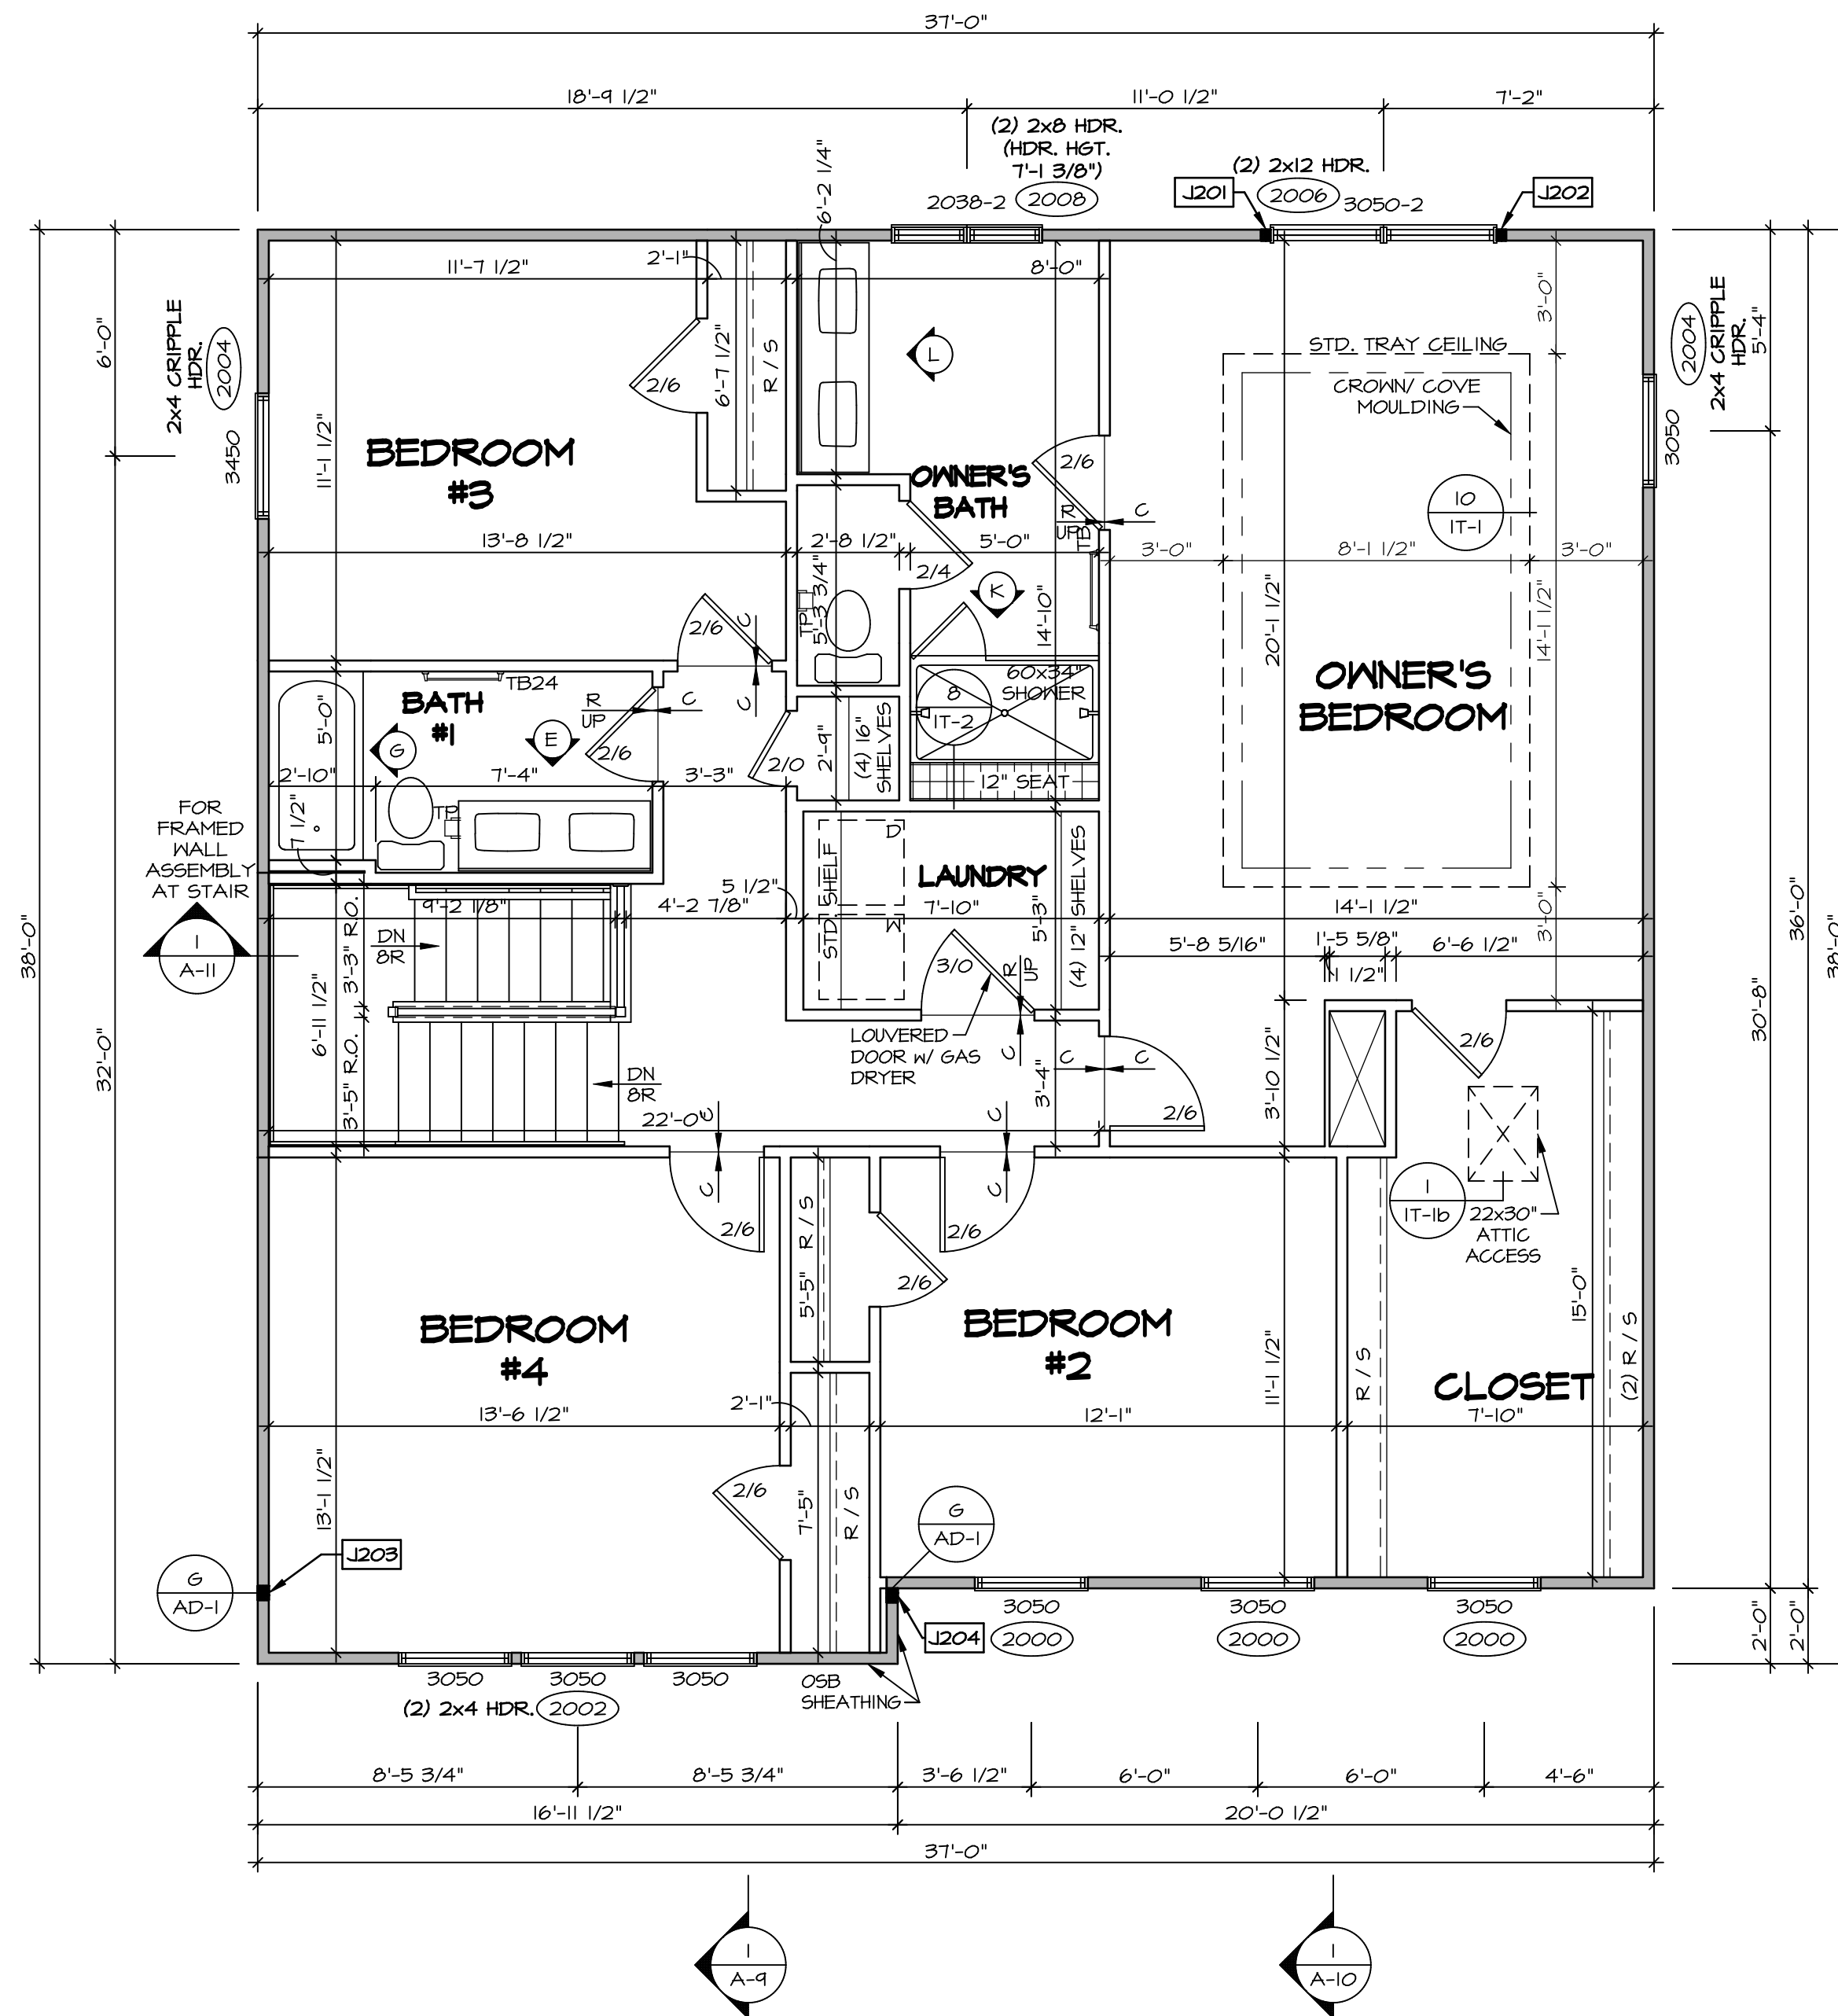 37'-0"
18'-9 1/2"
11'-0 1/2"
7'-2"
(2) 2x8 HDR.
(HDR. HGT.
7'-1 3/8")
(2) 2x12 HDR.
2038-2
2008
J201
2006
3050-2
J202
6'-2 1/4"
11'-7 1/2"
2'-1"
8'-0"
3'-0"
6'-0"
2x4 CRIPPLE
HDR.
2004
3450
2004
2x4 CRIPPLE
HDR.
5'-4"
3050
2/6
6'-7 1/2"
R / S
L
STD. TRAY CEILING
CROWN/ COVE
MOULDING
11'-1 1/2"
BEDROOM
#3
OWNER'S
BATH
2/6
10
1T-1
R
UP
TB
C
13'-8 1/2"
2'-8 1/2"
5'-0"
3'-0"
8'-1 1/2"
3'-0"
2/4
K
TP
5'-3 3/4"
14'-10"
20'-1 1/2"
14'-1 1/2"
2/6
C
C
BATH
#1
TB24
R
UP
C
5'-0"
G
E
2/6
60x34"
SHOWER
8
1T-2
OWNER'S
BEDROOM
2'-10"
7'-4"
3'-3"
2/0
2'-9"
(4) 16"
SHELVES
12" SEAT
7 1/2"
TP
FOR
FRAMED
WALL
ASSEMBLY
AT STAIR
1
A-11
D
W
STD. SHELF
LAUNDRY
5 1/2"
9'-2 1/8"
4'-2 7/8"
7'-10"
5'-3"
(4) 12" SHELVES
14'-1 1/2"
3'-0"
5'-8 5/16"
1'-5 5/8"
6'-6 1/2"
1 1/2"
DN
8R
3'-3" R.O.
6'-11 1/2"
3'-5" R.O.
DN
8R
3/0
R
UP
LOUVERED
DOOR W/ GAS
DRYER
C
C
C
3'-4"
2/6
3'-10 1/2"
2/6
22'-0"
C
C
C
C
38'-0"
32'-0"
36'-0"
38'-0"
30'-8"
2/6
R / S
5'-5"
2/6
2/6
1
1T-1b
22x30"
ATTIC
ACCESS
15'-0"
BEDROOM
#4
BEDROOM
#2
11'-1 1/2"
R / S
CLOSET
(2) R / S
13'-6 1/2"
2'-1"
12'-1"
7'-10"
13'-1 1/2"
2/6
7'-5"
R / S
G
AD-1
J203
G
AD-1
J204
3050
2000
3050
2000
3050
2000
2'-0"
2'-0"
3050
3050
3050
OSB
SHEATHING
(2) 2x4 HDR.
2002
8'-5 3/4"
8'-5 3/4"
3'-6 1/2"
6'-0"
6'-0"
4'-6"
16'-11 1/2"
20'-0 1/2"
37'-0"
1
A-9
1
A-10